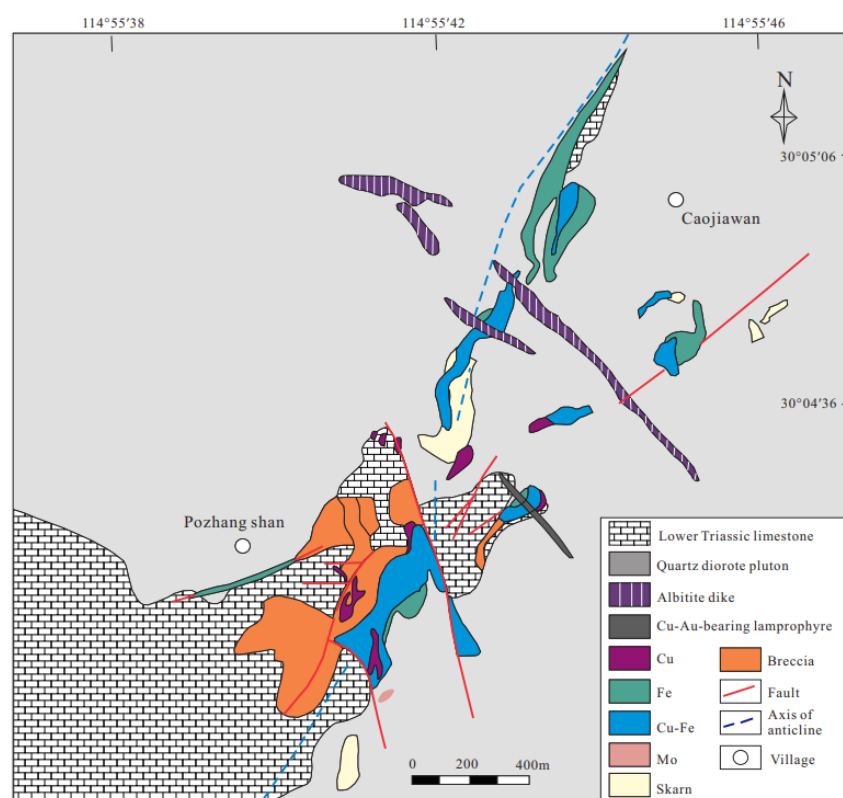 114°55′38
114°55′42
114°55′46
N
30°05′06
Caojiawan
30°04′36
Pozhang shan
Lower Triassic limestone
Quartz diorote pluton
Albitite dike
Cu-Au-bearing lamprophyre
Cu
Breccia
Fe
Fault
Cu-Fe
Axis of
anticline
Mo
Village
Skarn
0 200 400m